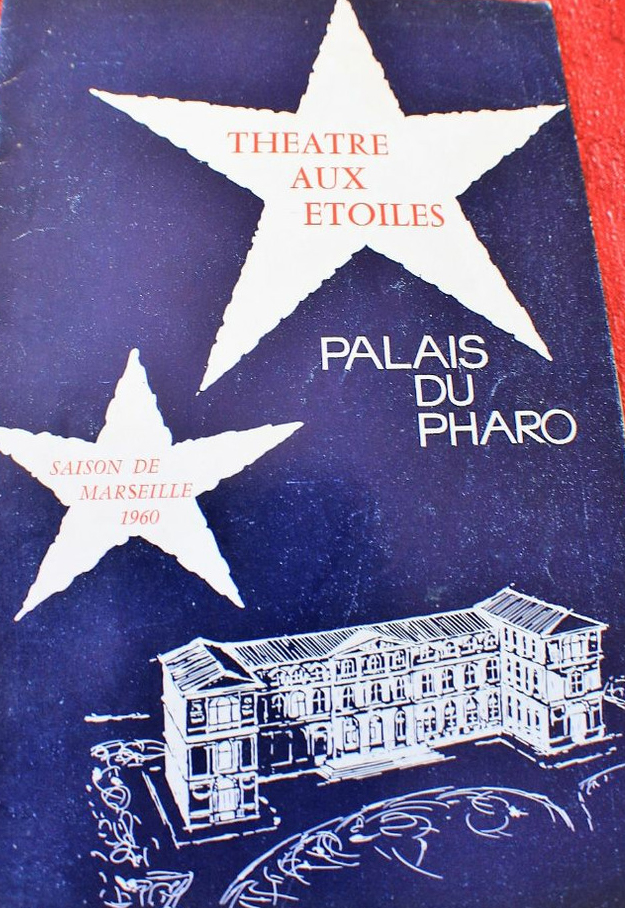 THEATRE
AUX
ETOILES
PALAIS
DU
PHARO
SAISON DE
MARSEILLE
1960